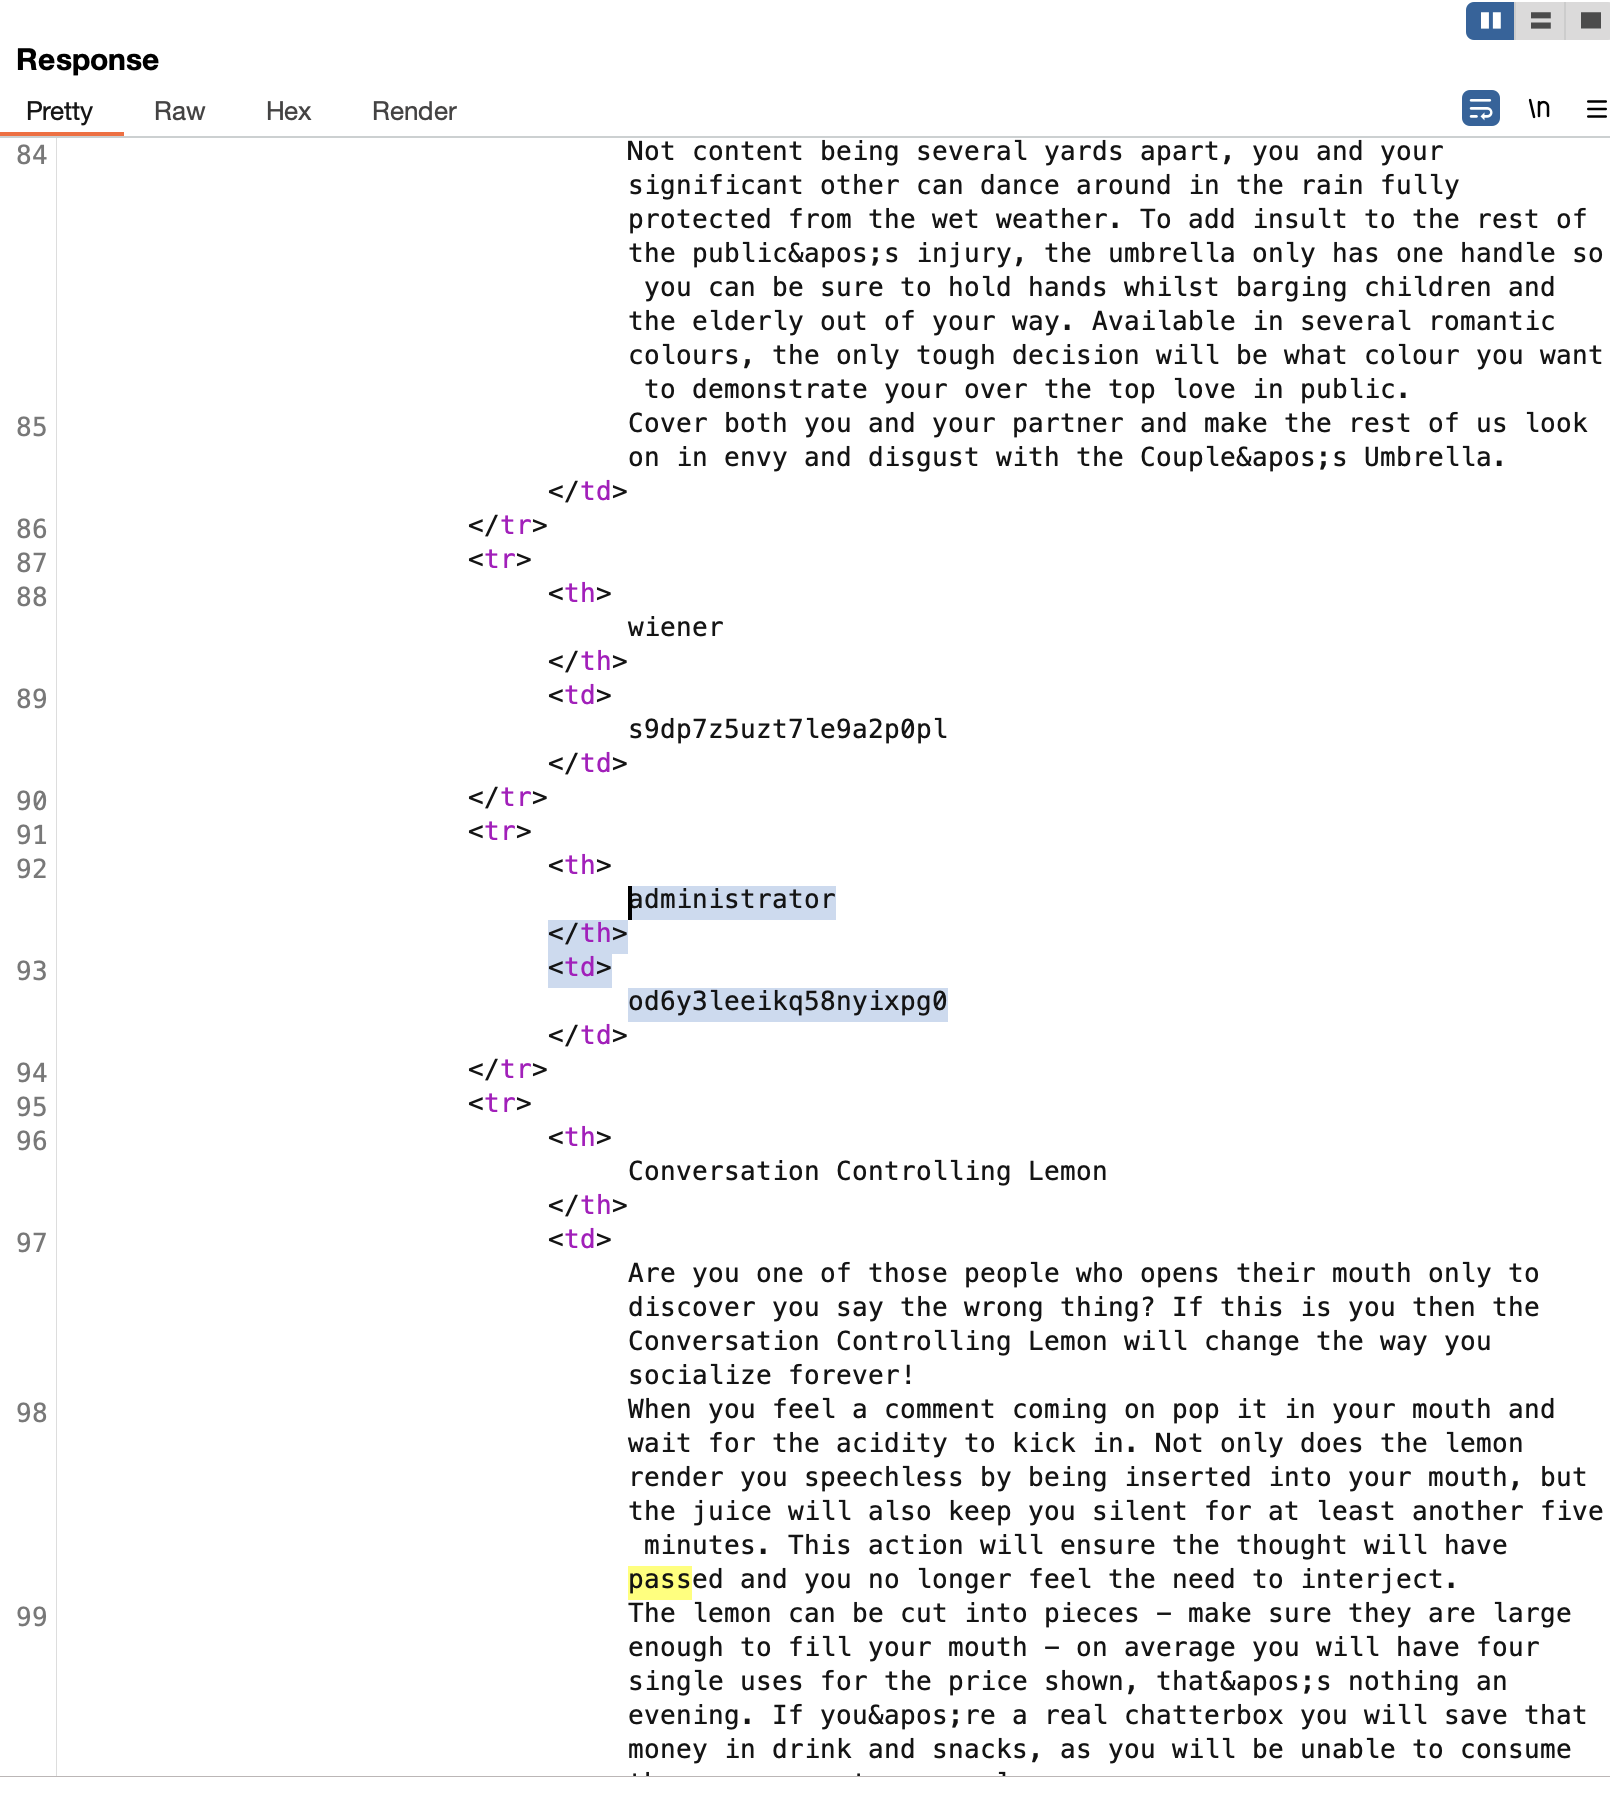 Response
Pretty Raw Hex Render \n
84 Not content being several yards apart, you and your
significant other can dance around in the rain fully
protected from the wet weather. To add insult to the rest of
the public&apos;s injury, the umbrella only has one handle so
you can be sure to hold hands whilst barging children and
the elderly out of your way. Available in several romantic
colours, the only tough decision will be what colour you want
to demonstrate your over the top love in public.
85 Cover both you and your partner and make the rest of us look
on in envy and disgust with the Couple&apos;s Umbrella.
</td>
86 </tr>
87 <tr>
88 <th>
wiener
</th>
89 <td>
s9dp7z5uzt7le9a2p0pl
</td>
90 </tr>
91 <tr>
92 <th>
administrator
</th>
93 <td>
od6y3leeikq58nyixpg0
</td>
94 </tr>
95 <tr>
96 <th>
Conversation Controlling Lemon
</th>
97 <td>
Are you one of those people who opens their mouth only to
discover you say the wrong thing? If this is you then the
Conversation Controlling Lemon will change the way you
socialize forever!
98 When you feel a comment coming on pop it in your mouth and
wait for the acidity to kick in. Not only does the lemon
render you speechless by being inserted into your mouth, but
the juice will also keep you silent for at least another five
minutes. This action will ensure the thought will have
passed and you no longer feel the need to interject.
99 The lemon can be cut into pieces – make sure they are large
enough to fill your mouth – on average you will have four
single uses for the price shown, that&apos;s nothing an
evening. If you&apos;re a real chatterbox you will save that
money in drink and snacks, as you will be unable to consume